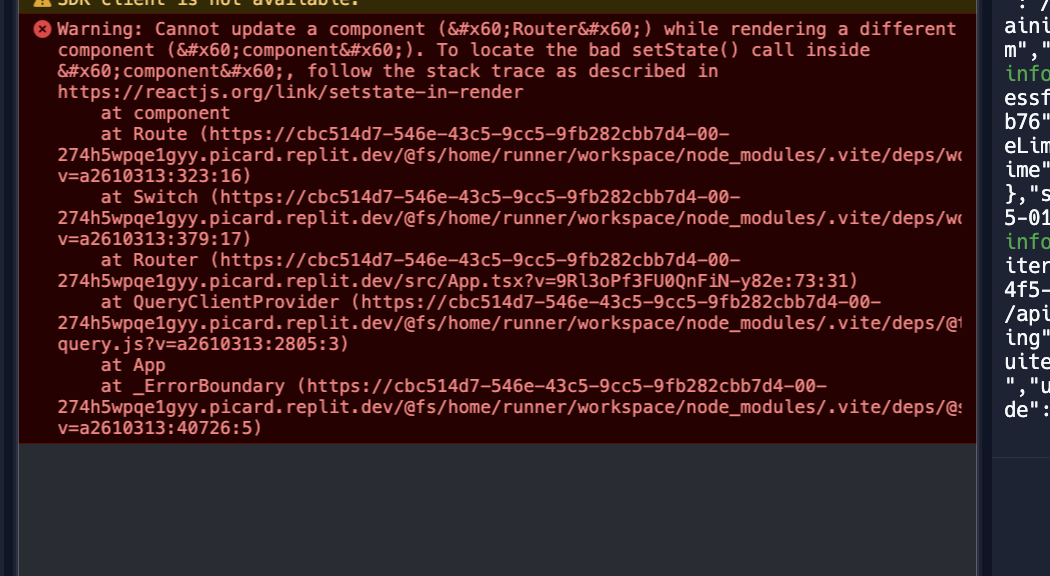 SDK client is not available.
Warning: Cannot update a component (&#x60;Router&#x60;) while rendering a different
component (&#x60;component&#x60;). To locate the bad setState() call inside
&#x60;component&#x60;, follow the stack trace as described in
https://reactjs.org/link/setstate-in-render
at component
at Route (https://cbc514d7-546e-43c5-9cc5-9fb282cbb7d4-00-
274h5wpqe1gyy.picard.replit.dev/@fs/home/runner/workspace/node_modules/.vite/deps/wo
v=a2610313:323:16)
at Switch (https://cbc514d7-546e-43c5-9cc5-9fb282cbb7d4-00-
274h5wpqe1gyy.picard.replit.dev/@fs/home/runner/workspace/node_modules/.vite/deps/wo
v=a2610313:379:17)
at Router (https://cbc514d7-546e-43c5-9cc5-9fb282cbb7d4-00-
274h5wpqe1gyy.picard.replit.dev/src/App.tsx?v=9Rl3oPf3FU0QnFiN-y82e:73:31)
at QueryClientProvider (https://cbc514d7-546e-43c5-9cc5-9fb282cbb7d4-00-
274h5wpqe1gyy.picard.replit.dev/@fs/home/runner/workspace/node_modules/.vite/deps/@t
query.js?v=a2610313:2805:3)
at App
at _ErrorBoundary (https://cbc514d7-546e-43c5-9cc5-9fb282cbb7d4-00-
274h5wpqe1gyy.picard.replit.dev/@fs/home/runner/workspace/node_modules/.vite/deps/@s
v=a2610313:40726:5)
aini
m","
info
essf
b76"
eLim
ime"
},"s
5-01
info
iter
4f5-
/api
ing"
uite
","u
de":